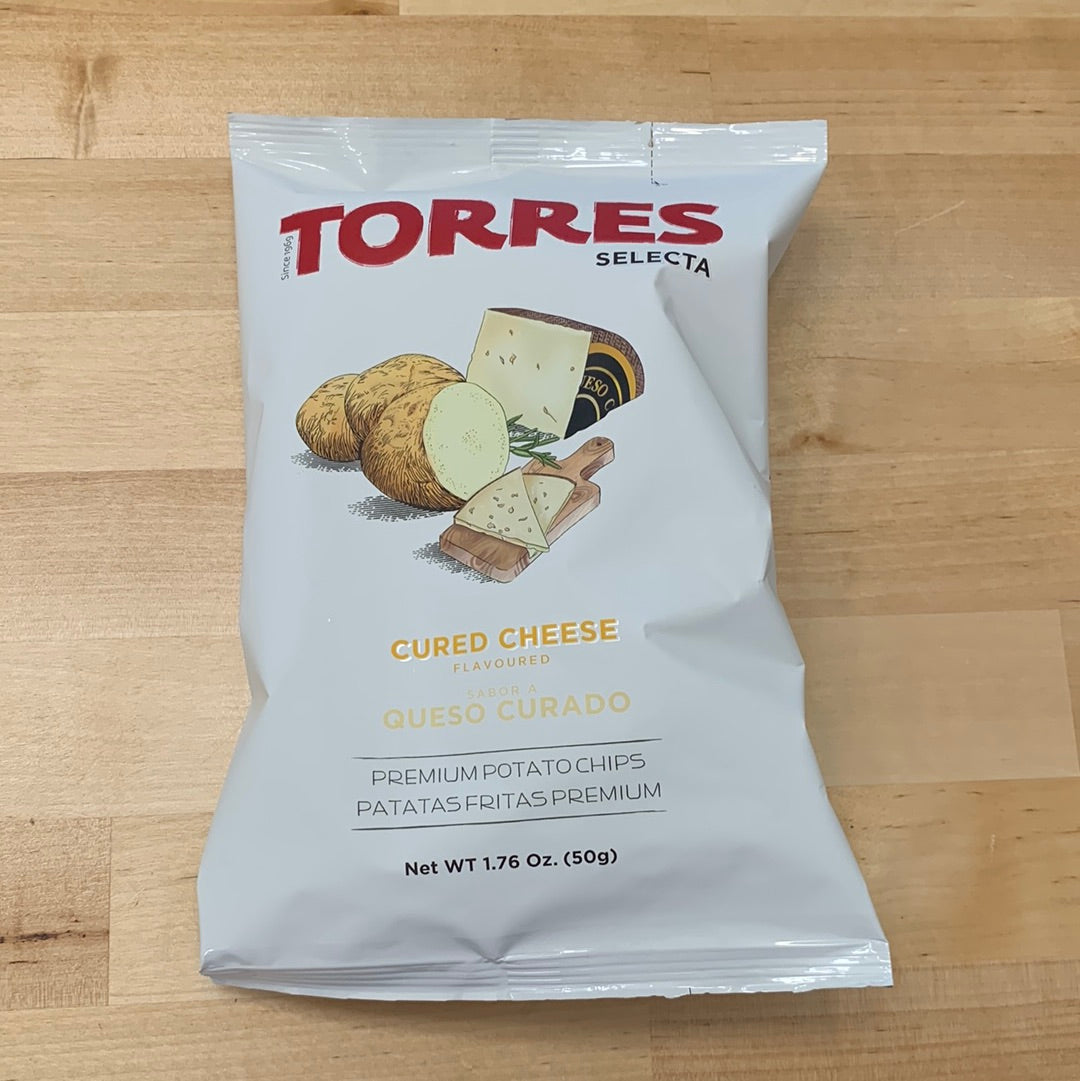 Since 1969
TORRES
SELECTA
QUESO C
CURED CHEESE
FLAVOURED
SABOR A
QUESO CURADO
PREMIUM POTATO CHIPS
PATATAS FRITAS PREMIUM
Net WT 1.76 Oz. (50g)